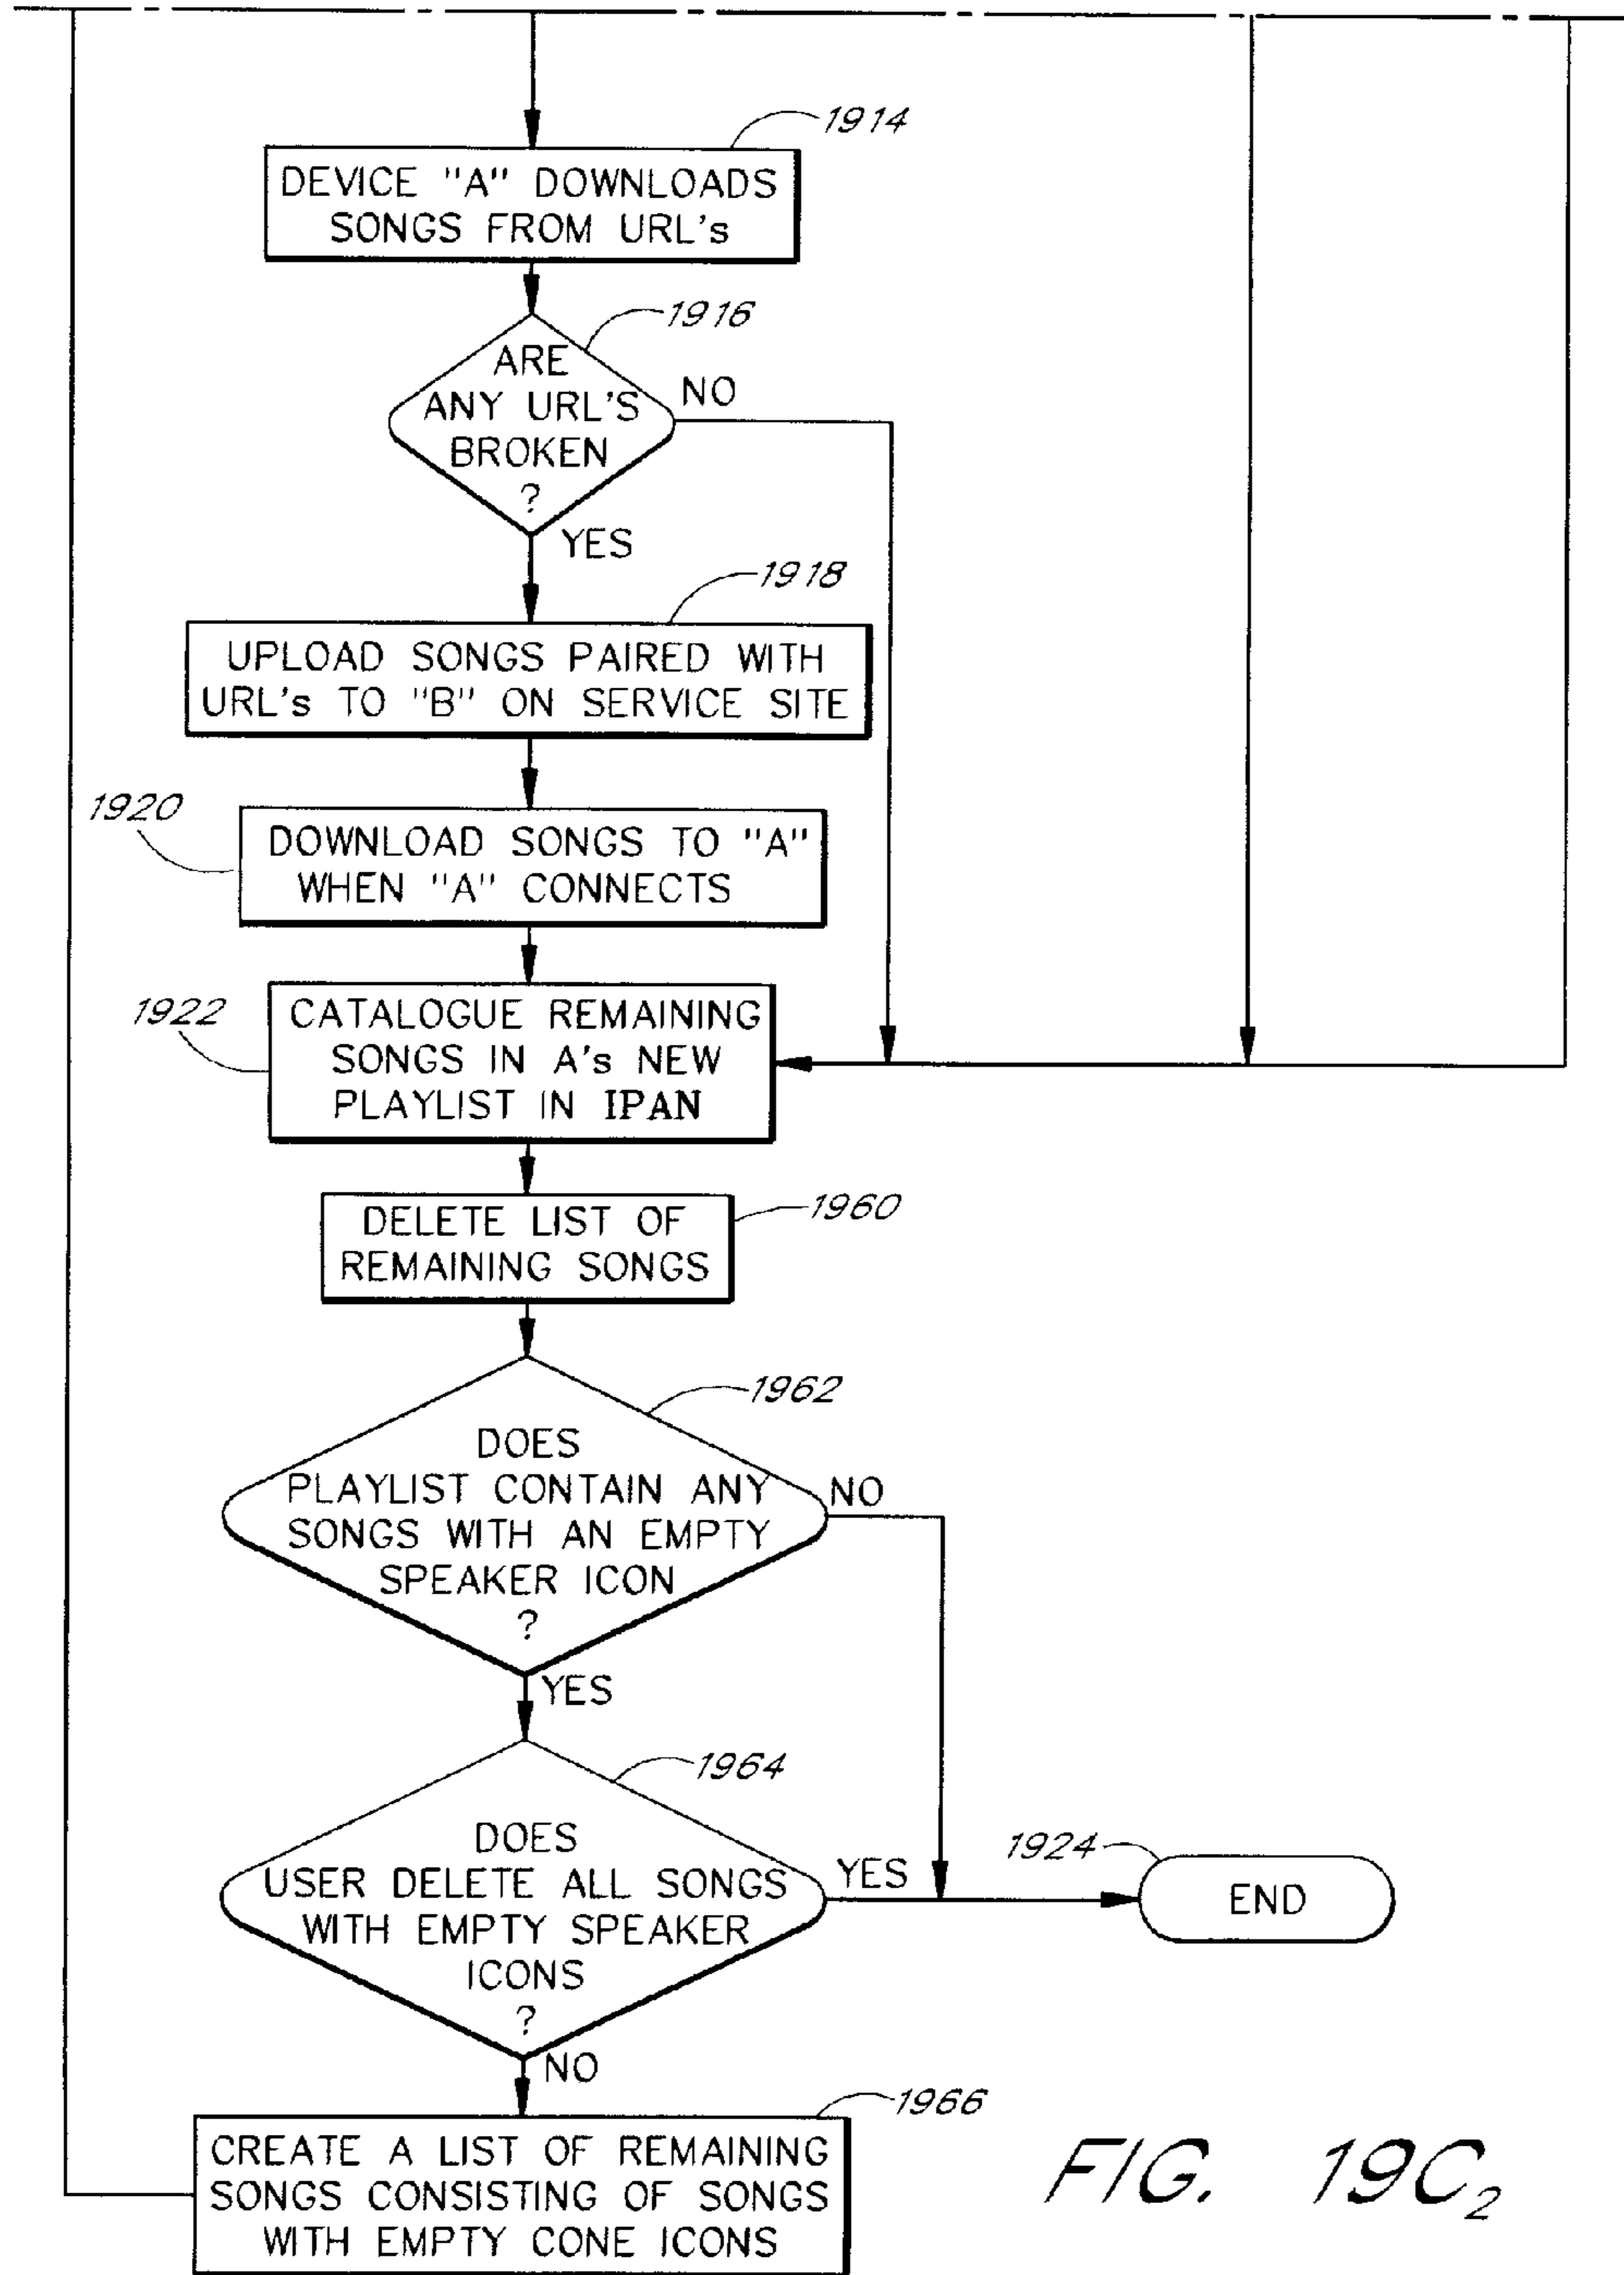 1914
DEVICE "A" DOWNLOADS
SONGS FROM URL's
1916
ARE
ANY URL'S
BROKEN
?
NO
YES
1918
UPLOAD SONGS PAIRED WITH
URL's TO "B" ON SERVICE SITE
1920
DOWNLOAD SONGS TO "A"
WHEN "A" CONNECTS
1922
CATALOGUE REMAINING
SONGS IN A's NEW
PLAYLIST IN IPAN
1960
DELETE LIST OF
REMAINING SONGS
1962
DOES
PLAYLIST CONTAIN ANY
SONGS WITH AN EMPTY
SPEAKER ICON
?
NO
YES
1964
DOES
USER DELETE ALL SONGS
WITH EMPTY SPEAKER
ICONS
?
YES
1924
END
NO
1966
CREATE A LIST OF REMAINING
SONGS CONSISTING OF SONGS
WITH EMPTY CONE ICONS
FIG. 19C2